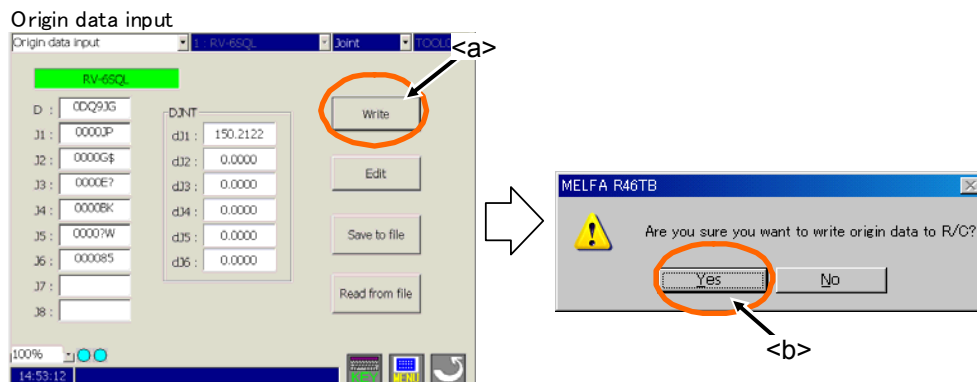 Origin data input
Origin data input 1 : RV-6SQL Joint TOOL
<a>
RV-6SQL
D : 0DQ9JG
J1 : 0000JP
J2 : 0000G$
J3 : 0000E?
J4 : 0000BK
J5 : 0000?W
J6 : 000085
J7 :
J8 :
DJNT
dJ1 : 150.2122
dJ2 : 0.0000
dJ3 : 0.0000
dJ4 : 0.0000
dJ5 : 0.0000
dJ6 : 0.0000
Write
Edit
Save to file
Read from file
100%
14:53:12
KEY MENU
MELFA R46TB
Are you sure you want to write origin data to R/C?
Yes No
<b>